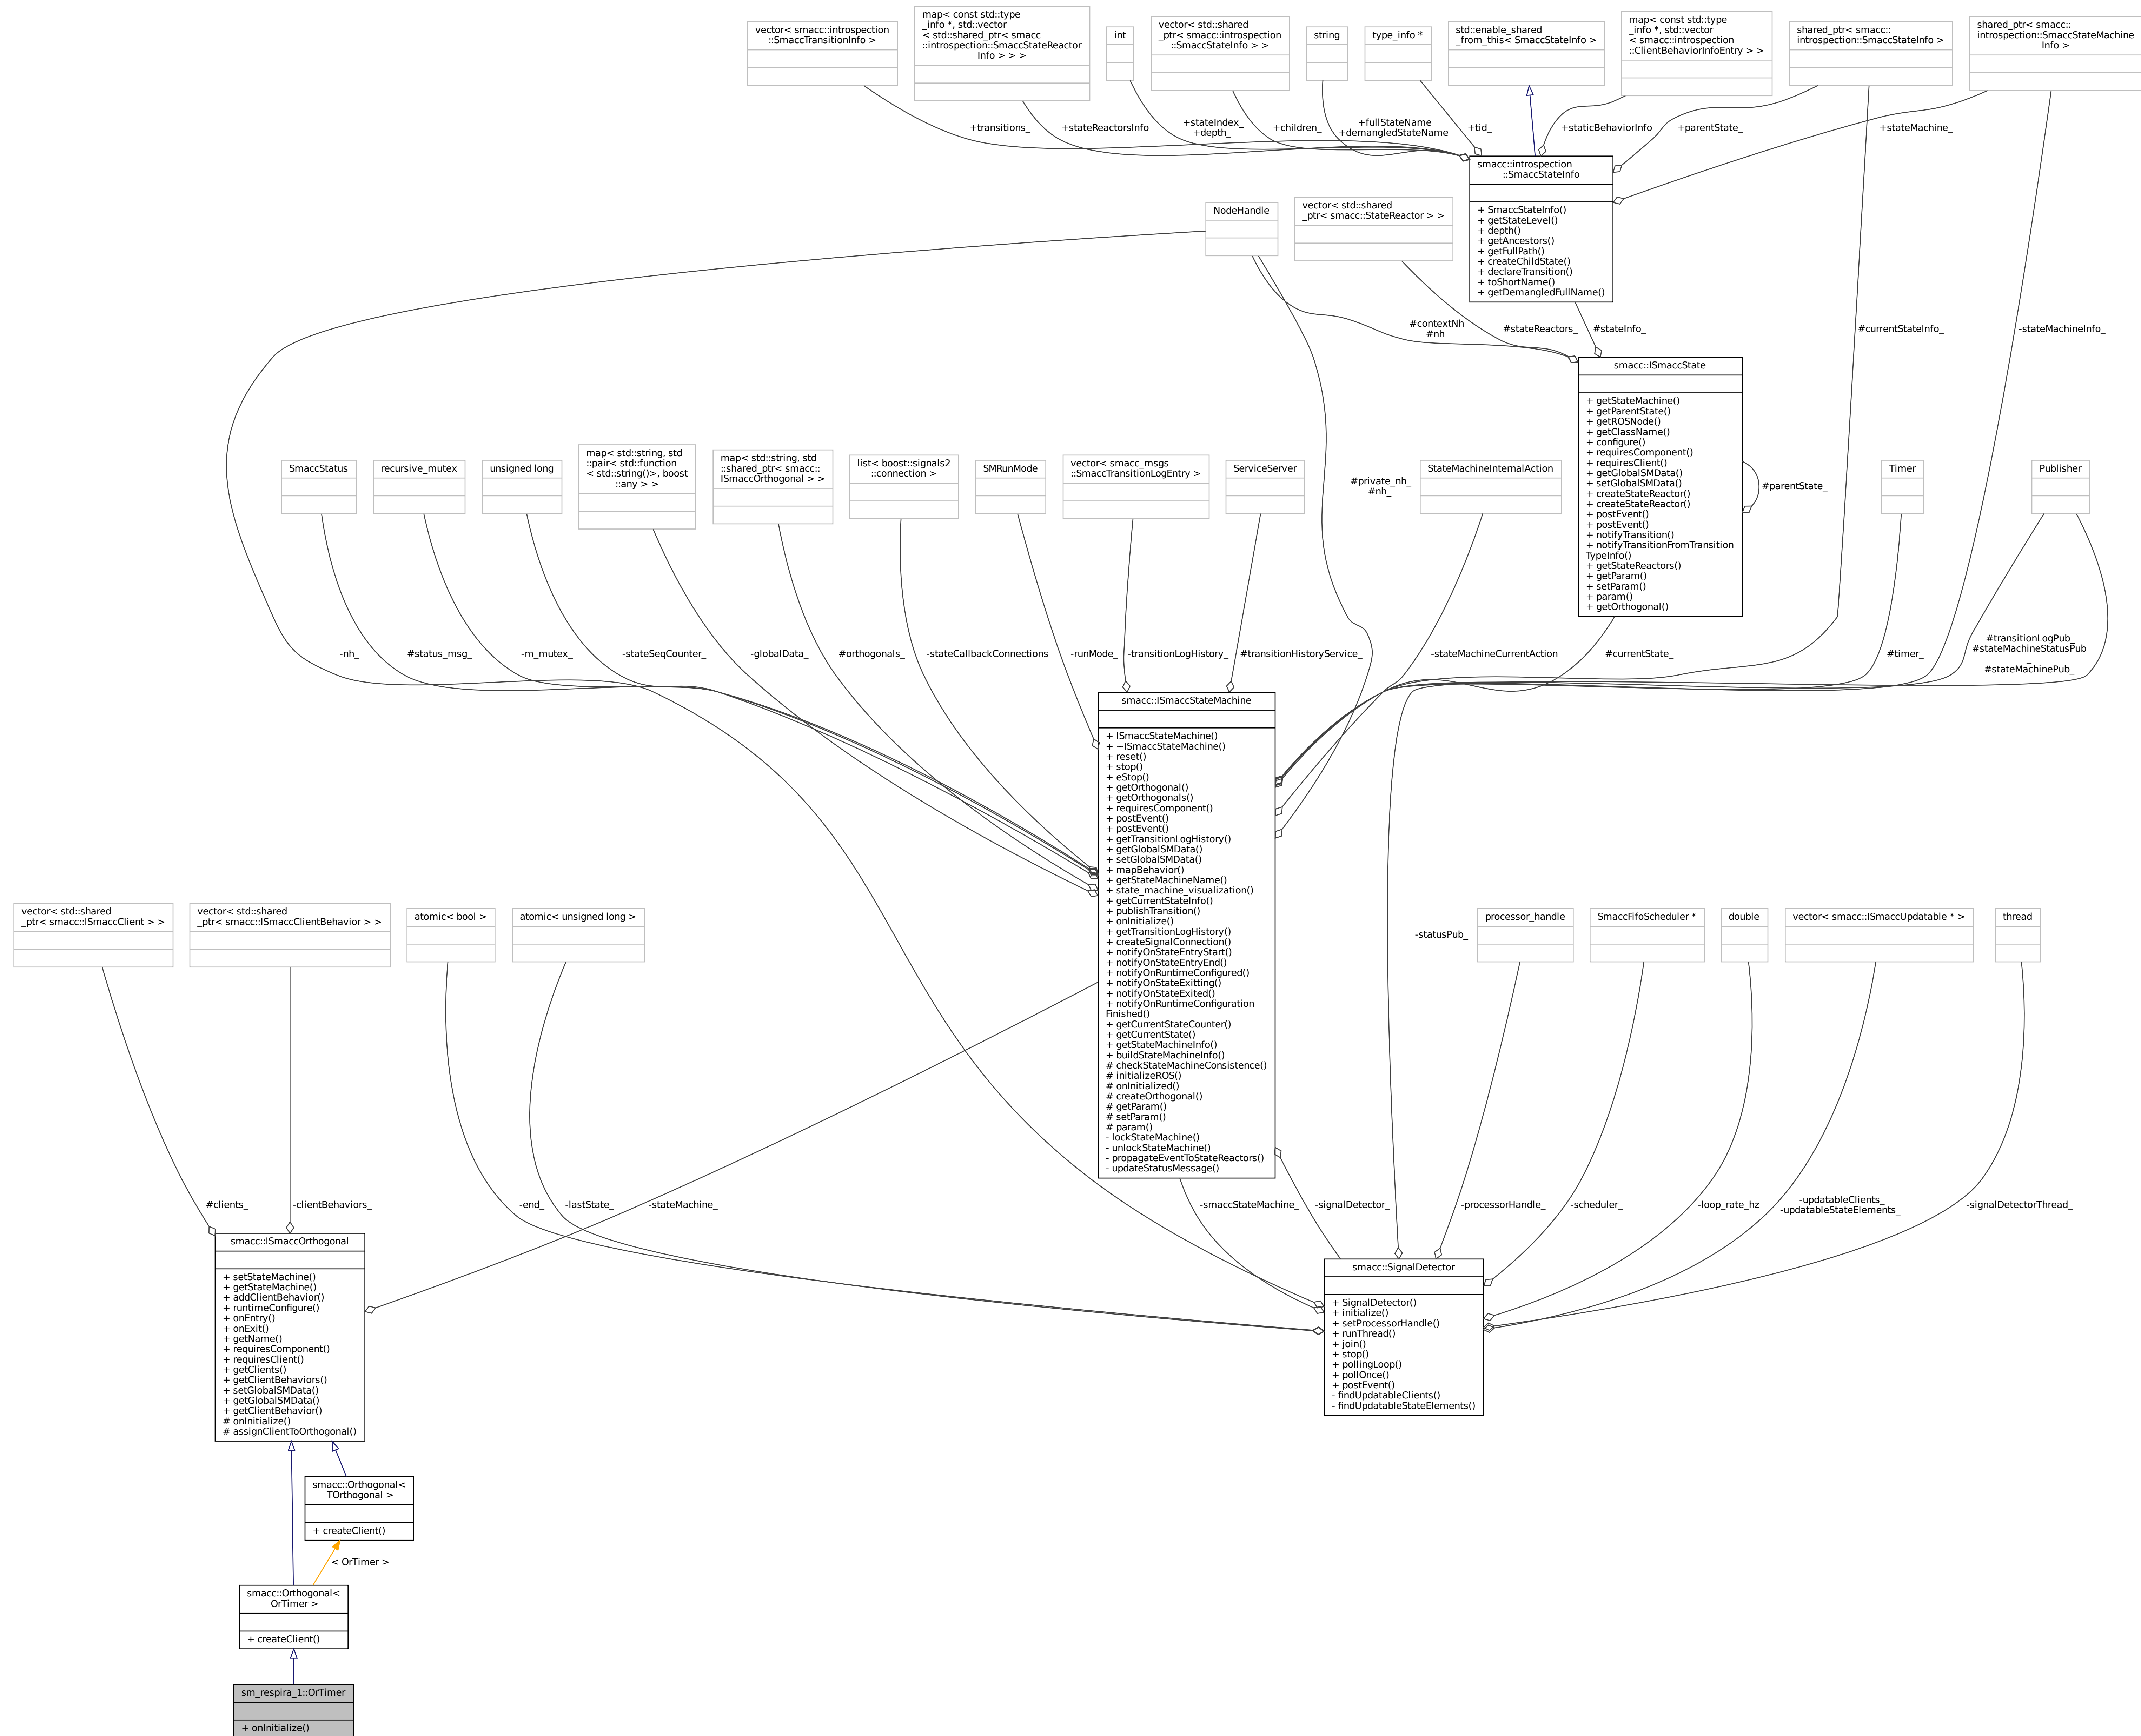 vector< smacc::introspection
::SmaccTransitionInfo >
map< const std::type
_info *, std::vector
< std::shared_ptr< smacc
::introspection::SmaccStateReactor
Info > > >
int
vector< std::shared
_ptr< smacc::introspection
::SmaccStateInfo > >
string
type_info *
std::enable_shared
_from_this< SmaccStateInfo >
map< const std::type
_info *, std::vector
< smacc::introspection
::ClientBehaviorInfoEntry > >
shared_ptr< smacc::
introspection::SmaccStateInfo >
shared_ptr< smacc::
introspection::SmaccStateMachine
Info >
+transitions_
+stateReactorsInfo
+stateIndex_
+depth_
+children_
+fullStateName
+demangledStateName
+tid_
+staticBehaviorInfo
+parentState_
+stateMachine_
smacc::introspection
::SmaccStateInfo
+ SmaccStateInfo()
+ getStateLevel()
+ depth()
+ getAncestors()
+ getFullPath()
+ createChildState()
+ declareTransition()
+ toShortName()
+ getDemangledFullName()
NodeHandle
vector< std::shared
_ptr< smacc::StateReactor > >
#contextNh
#nh
#stateReactors_
#stateInfo_
#currentStateInfo_
-stateMachineInfo_
smacc::ISmaccState
+ getStateMachine()
+ getParentState()
+ getROSNode()
+ getClassName()
+ configure()
+ requiresComponent()
+ requiresClient()
+ getGlobalSMData()
+ setGlobalSMData()
+ createStateReactor()
+ createStateReactor()
+ postEvent()
+ postEvent()
+ notifyTransition()
+ notifyTransitionFromTransition
TypeInfo()
+ getStateReactors()
+ getParam()
+ setParam()
+ param()
+ getOrthogonal()
#parentState_
SmaccStatus
recursive_mutex
unsigned long
map< std::string, std
::pair< std::function
< std::string()>, boost
::any > >
map< std::string, std
::shared_ptr< smacc::
ISmaccOrthogonal > >
list< boost::signals2
::connection >
SMRunMode
vector< smacc_msgs
::SmaccTransitionLogEntry >
ServiceServer
#private_nh_
#nh_
StateMachineInternalAction
Timer
Publisher
-nh_
#status_msg_
-m_mutex_
-stateSeqCounter_
-globalData_
#orthogonals_
-stateCallbackConnections
-runMode_
-transitionLogHistory_
#transitionHistoryService_
-stateMachineCurrentAction
#currentState_
#timer_
#transitionLogPub_
#stateMachineStatusPub
_
#stateMachinePub_
smacc::ISmaccStateMachine
+ ISmaccStateMachine()
+ ~ISmaccStateMachine()
+ reset()
+ stop()
+ eStop()
+ getOrthogonal()
+ getOrthogonals()
+ requiresComponent()
+ postEvent()
+ postEvent()
+ getTransitionLogHistory()
+ getGlobalSMData()
+ setGlobalSMData()
+ mapBehavior()
+ getStateMachineName()
+ state_machine_visualization()
+ getCurrentStateInfo()
+ publishTransition()
+ onInitialize()
+ getTransitionLogHistory()
+ createSignalConnection()
+ notifyOnStateEntryStart()
+ notifyOnStateEntryEnd()
+ notifyOnRuntimeConfigured()
+ notifyOnStateExitting()
+ notifyOnStateExited()
+ notifyOnRuntimeConfiguration
Finished()
+ getCurrentStateCounter()
+ getCurrentState()
+ getStateMachineInfo()
+ buildStateMachineInfo()
# checkStateMachineConsistence()
# initializeROS()
# onInitialized()
# createOrthogonal()
# getParam()
# setParam()
# param()
- lockStateMachine()
- unlockStateMachine()
- propagateEventToStateReactors()
- updateStatusMessage()
vector< std::shared
_ptr< smacc::ISmaccClient > >
vector< std::shared
_ptr< smacc::ISmaccClientBehavior > >
atomic< bool >
atomic< unsigned long >
-statusPub_
processor_handle
SmaccFifoScheduler *
double
vector< smacc::ISmaccUpdatable * >
thread
#clients_
-clientBehaviors_
-end_
-lastState_
-stateMachine_
-smaccStateMachine_
-signalDetector_
-processorHandle_
-scheduler_
-loop_rate_hz
-updatableClients_
-updatableStateElements_
-signalDetectorThread_
smacc::ISmaccOrthogonal
+ setStateMachine()
+ getStateMachine()
+ addClientBehavior()
+ runtimeConfigure()
+ onEntry()
+ onExit()
+ getName()
+ requiresComponent()
+ requiresClient()
+ getClients()
+ getClientBehaviors()
+ setGlobalSMData()
+ getGlobalSMData()
+ getClientBehavior()
# onInitialize()
# assignClientToOrthogonal()
smacc::SignalDetector
+ SignalDetector()
+ initialize()
+ setProcessorHandle()
+ runThread()
+ join()
+ stop()
+ pollingLoop()
+ pollOnce()
+ postEvent()
- findUpdatableClients()
- findUpdatableStateElements()
smacc::Orthogonal<
TOrthogonal >
+ createClient()
< OrTimer >
smacc::Orthogonal<
OrTimer >
+ createClient()
sm_respira_1::OrTimer
+ onInitialize()